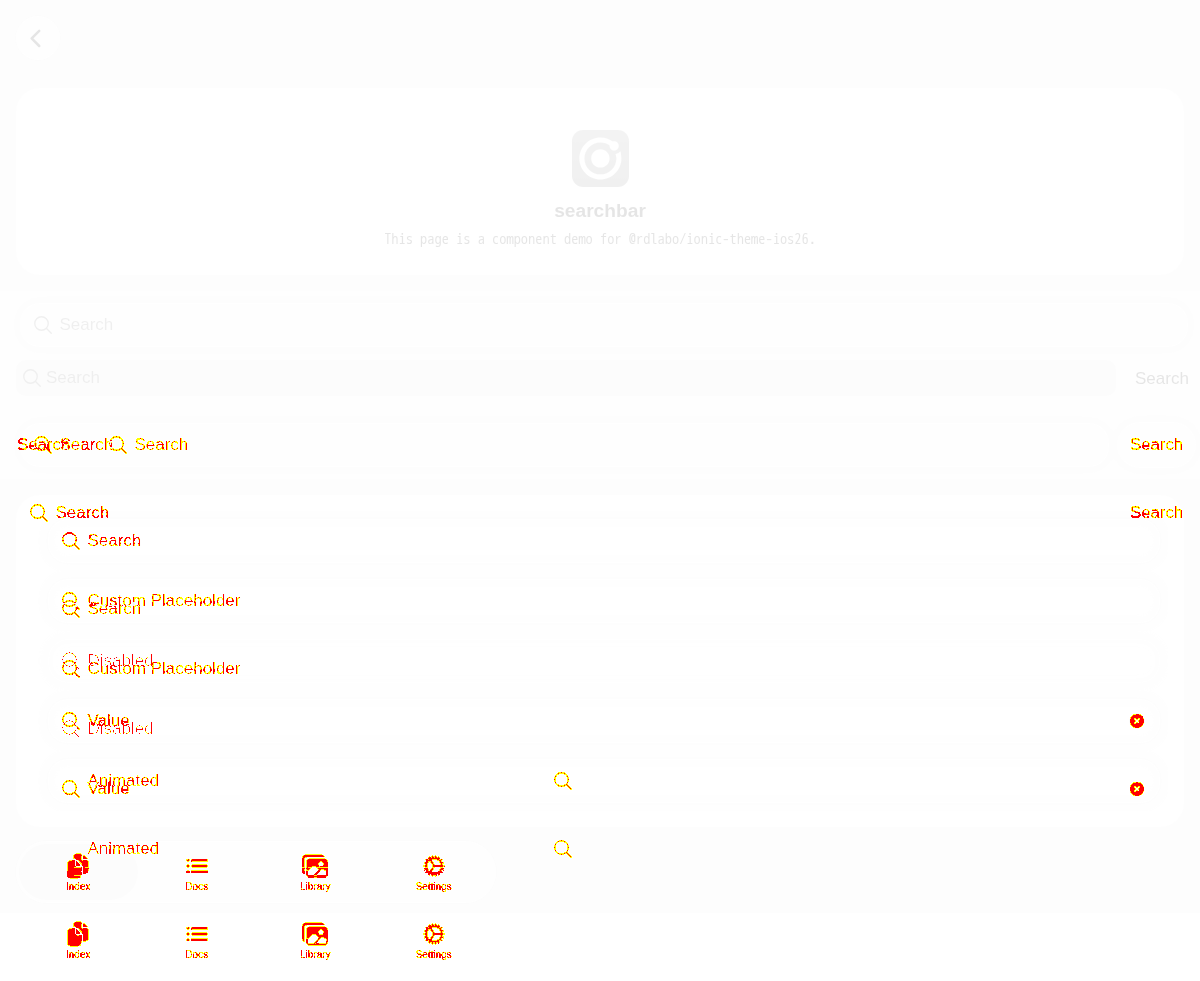 searchbar
This page is a component demo for @rdlabo/ionic-theme-ios26.
Search
Search Search
Search Search Search Search
Search Search
Search
Custom Placeholder
Search
Disabled
Custom Placeholder
Value
Disabled
Animated
Value
Animated
Index Docs Library Settings
Index Docs Library Settings